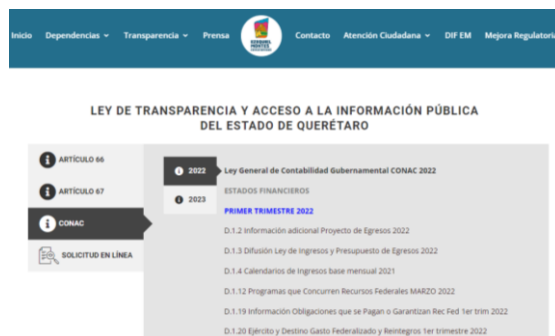 Inicio Dependencias Transparencia Prensa EZEQUIEL MONTES Contacto Atención Ciudadana DIF EM Mejora Regulatoria
LEY DE TRANSPARENCIA Y ACCESO A LA INFORMACIÓN PÚBLICA
DEL ESTADO DE QUERÉTARO
ARTÍCULO 66
ARTÍCULO 67
CONAC
SOLICITUD EN LÍNEA
2022
2023
Ley General de Contabilidad Gubernamental CONAC 2022
ESTADOS FINANCIEROS
PRIMER TRIMESTRE 2022
D.1.2 Información adicional Proyecto de Egresos 2022
D.1.3 Difusión Ley de Ingresos y Presupuesto de Egresos 2022
D.1.4 Calendarios de Ingresos base mensual 2021
D.1.12 Programas que Concurren Recursos Federales MARZO 2022
D.1.19 Información Obligaciones que se Pagan o Garantizan Rec Fed 1er trim 2022
D.1.20 Ejército y Destino Gasto Federalizado y Reintegros 1er trimestre 2022